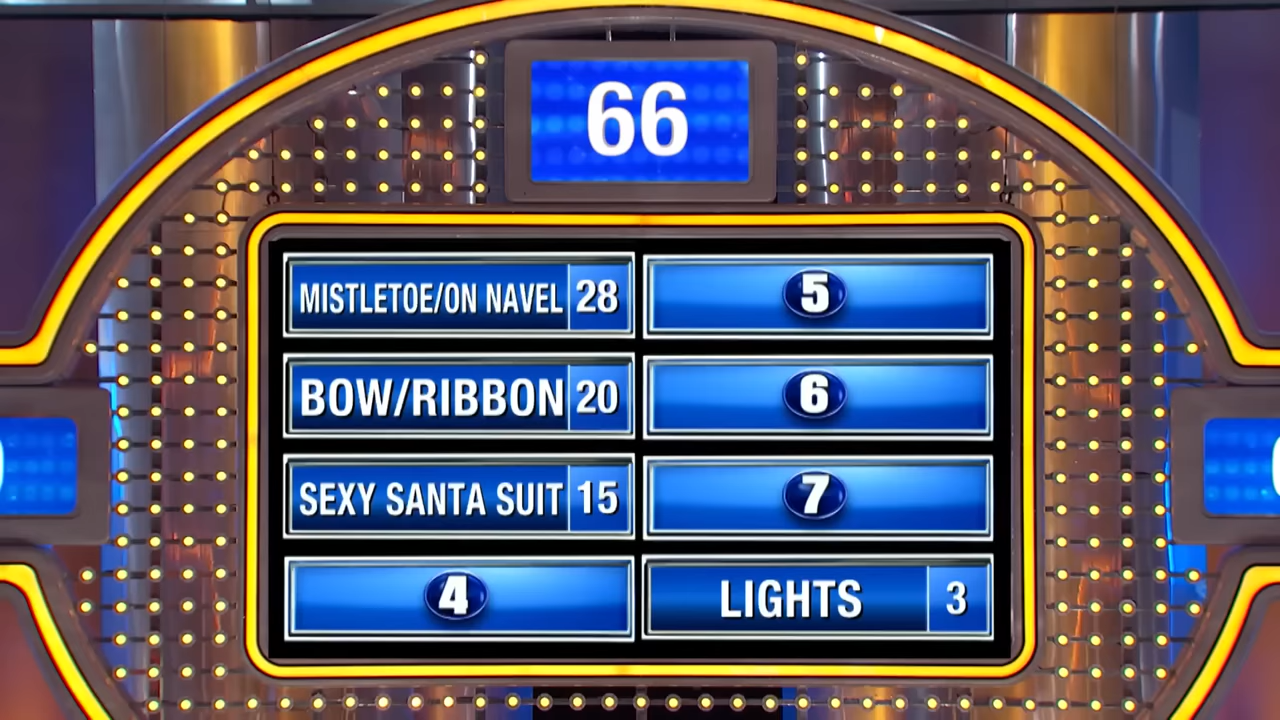 66
MISTLETOE/ON NAVEL 28
BOW/RIBBON 20
SEXY SANTA SUIT 15
4
5
6
7
LIGHTS 3